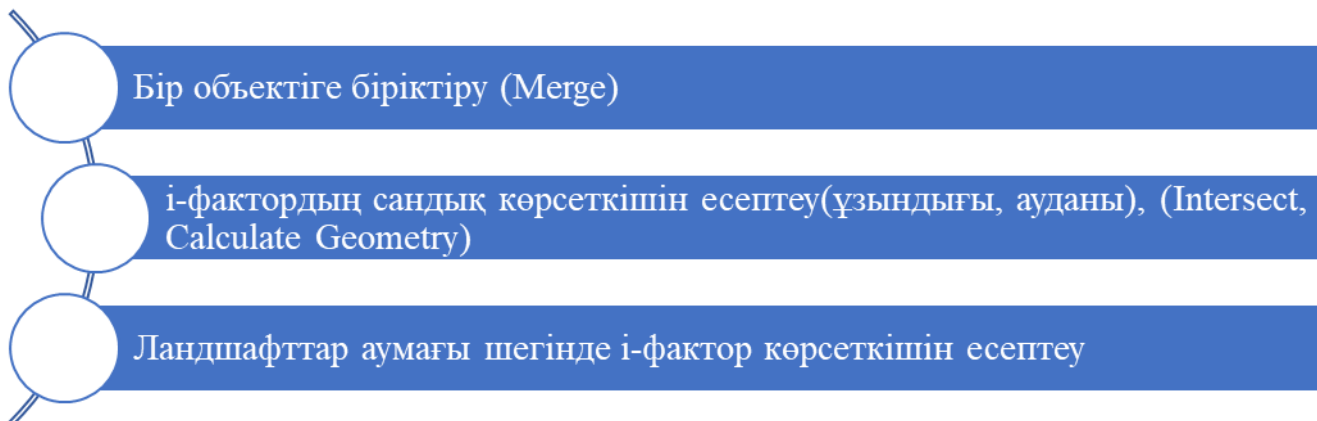 Бір объектіге біріктіру (Merge)
і-фактордың сандық көрсеткішін есептеу(ұзындығы, ауданы), (Intersect,
Calculate Geometry)
Ландшафттар аумағы шегінде і-фактор көрсеткішін есептеу